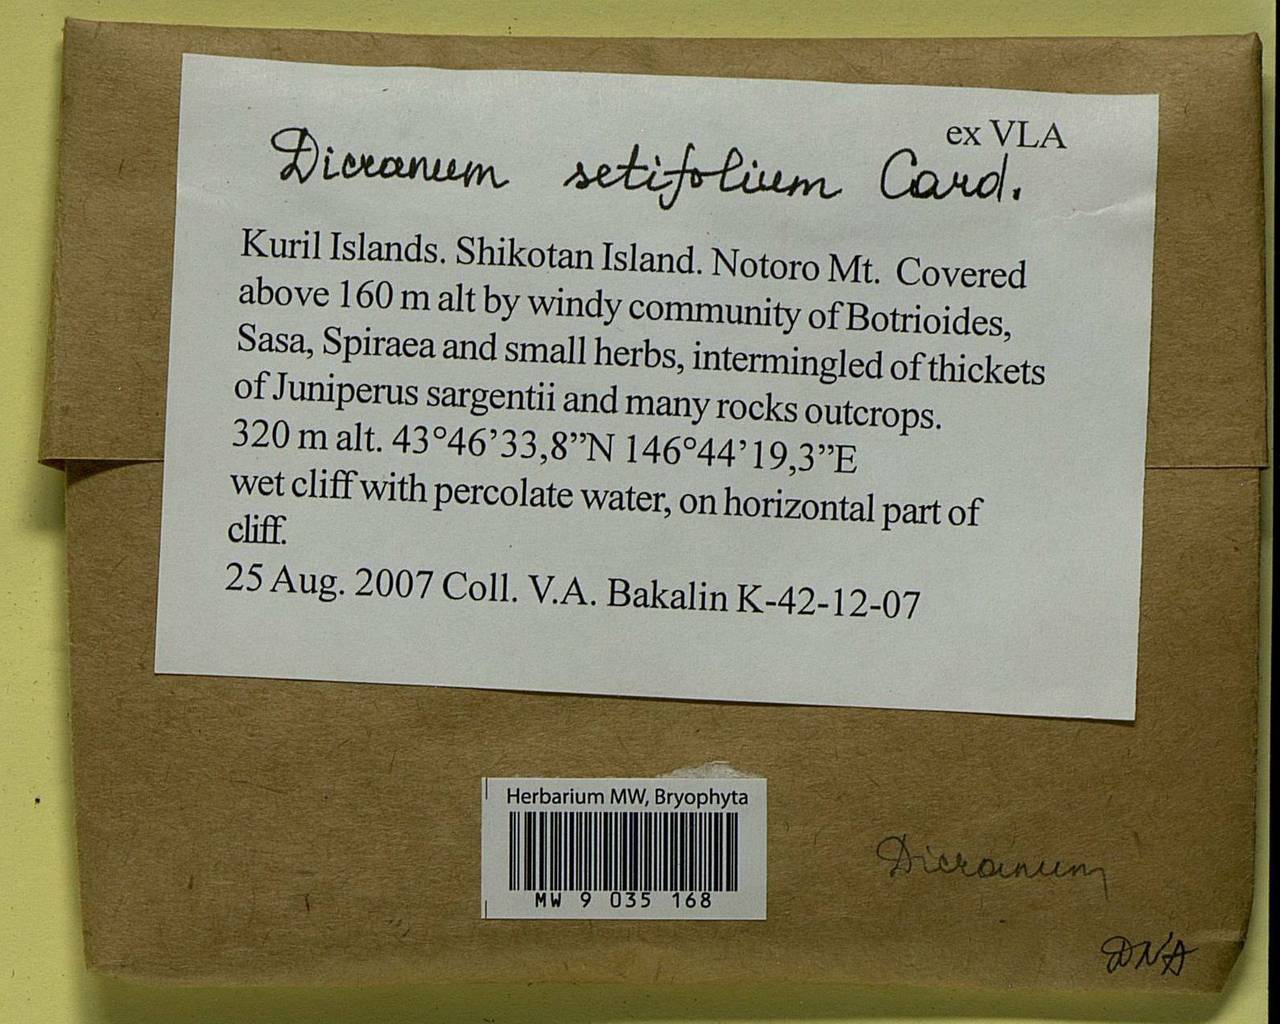 ex VLA
Dicranum setifolium Card.
Kuril Islands. Shikotan Island. Notoro Mt. Covered
above 160 m alt by windy community of Botrioides,
Sasa, Spiraea and small herbs, intermingled of thickets
of Juniperus sargentii and many rocks outcrops.
320 m alt. 43°46’33,8”N 146°44’19,3”E
wet cliff with percolate water, on horizontal part of
cliff.
25 Aug. 2007 Coll. V.A. Bakalin K-42-12-07
Herbarium MW, Bryophyta
MW 9 035 168
Dicranum
DNA